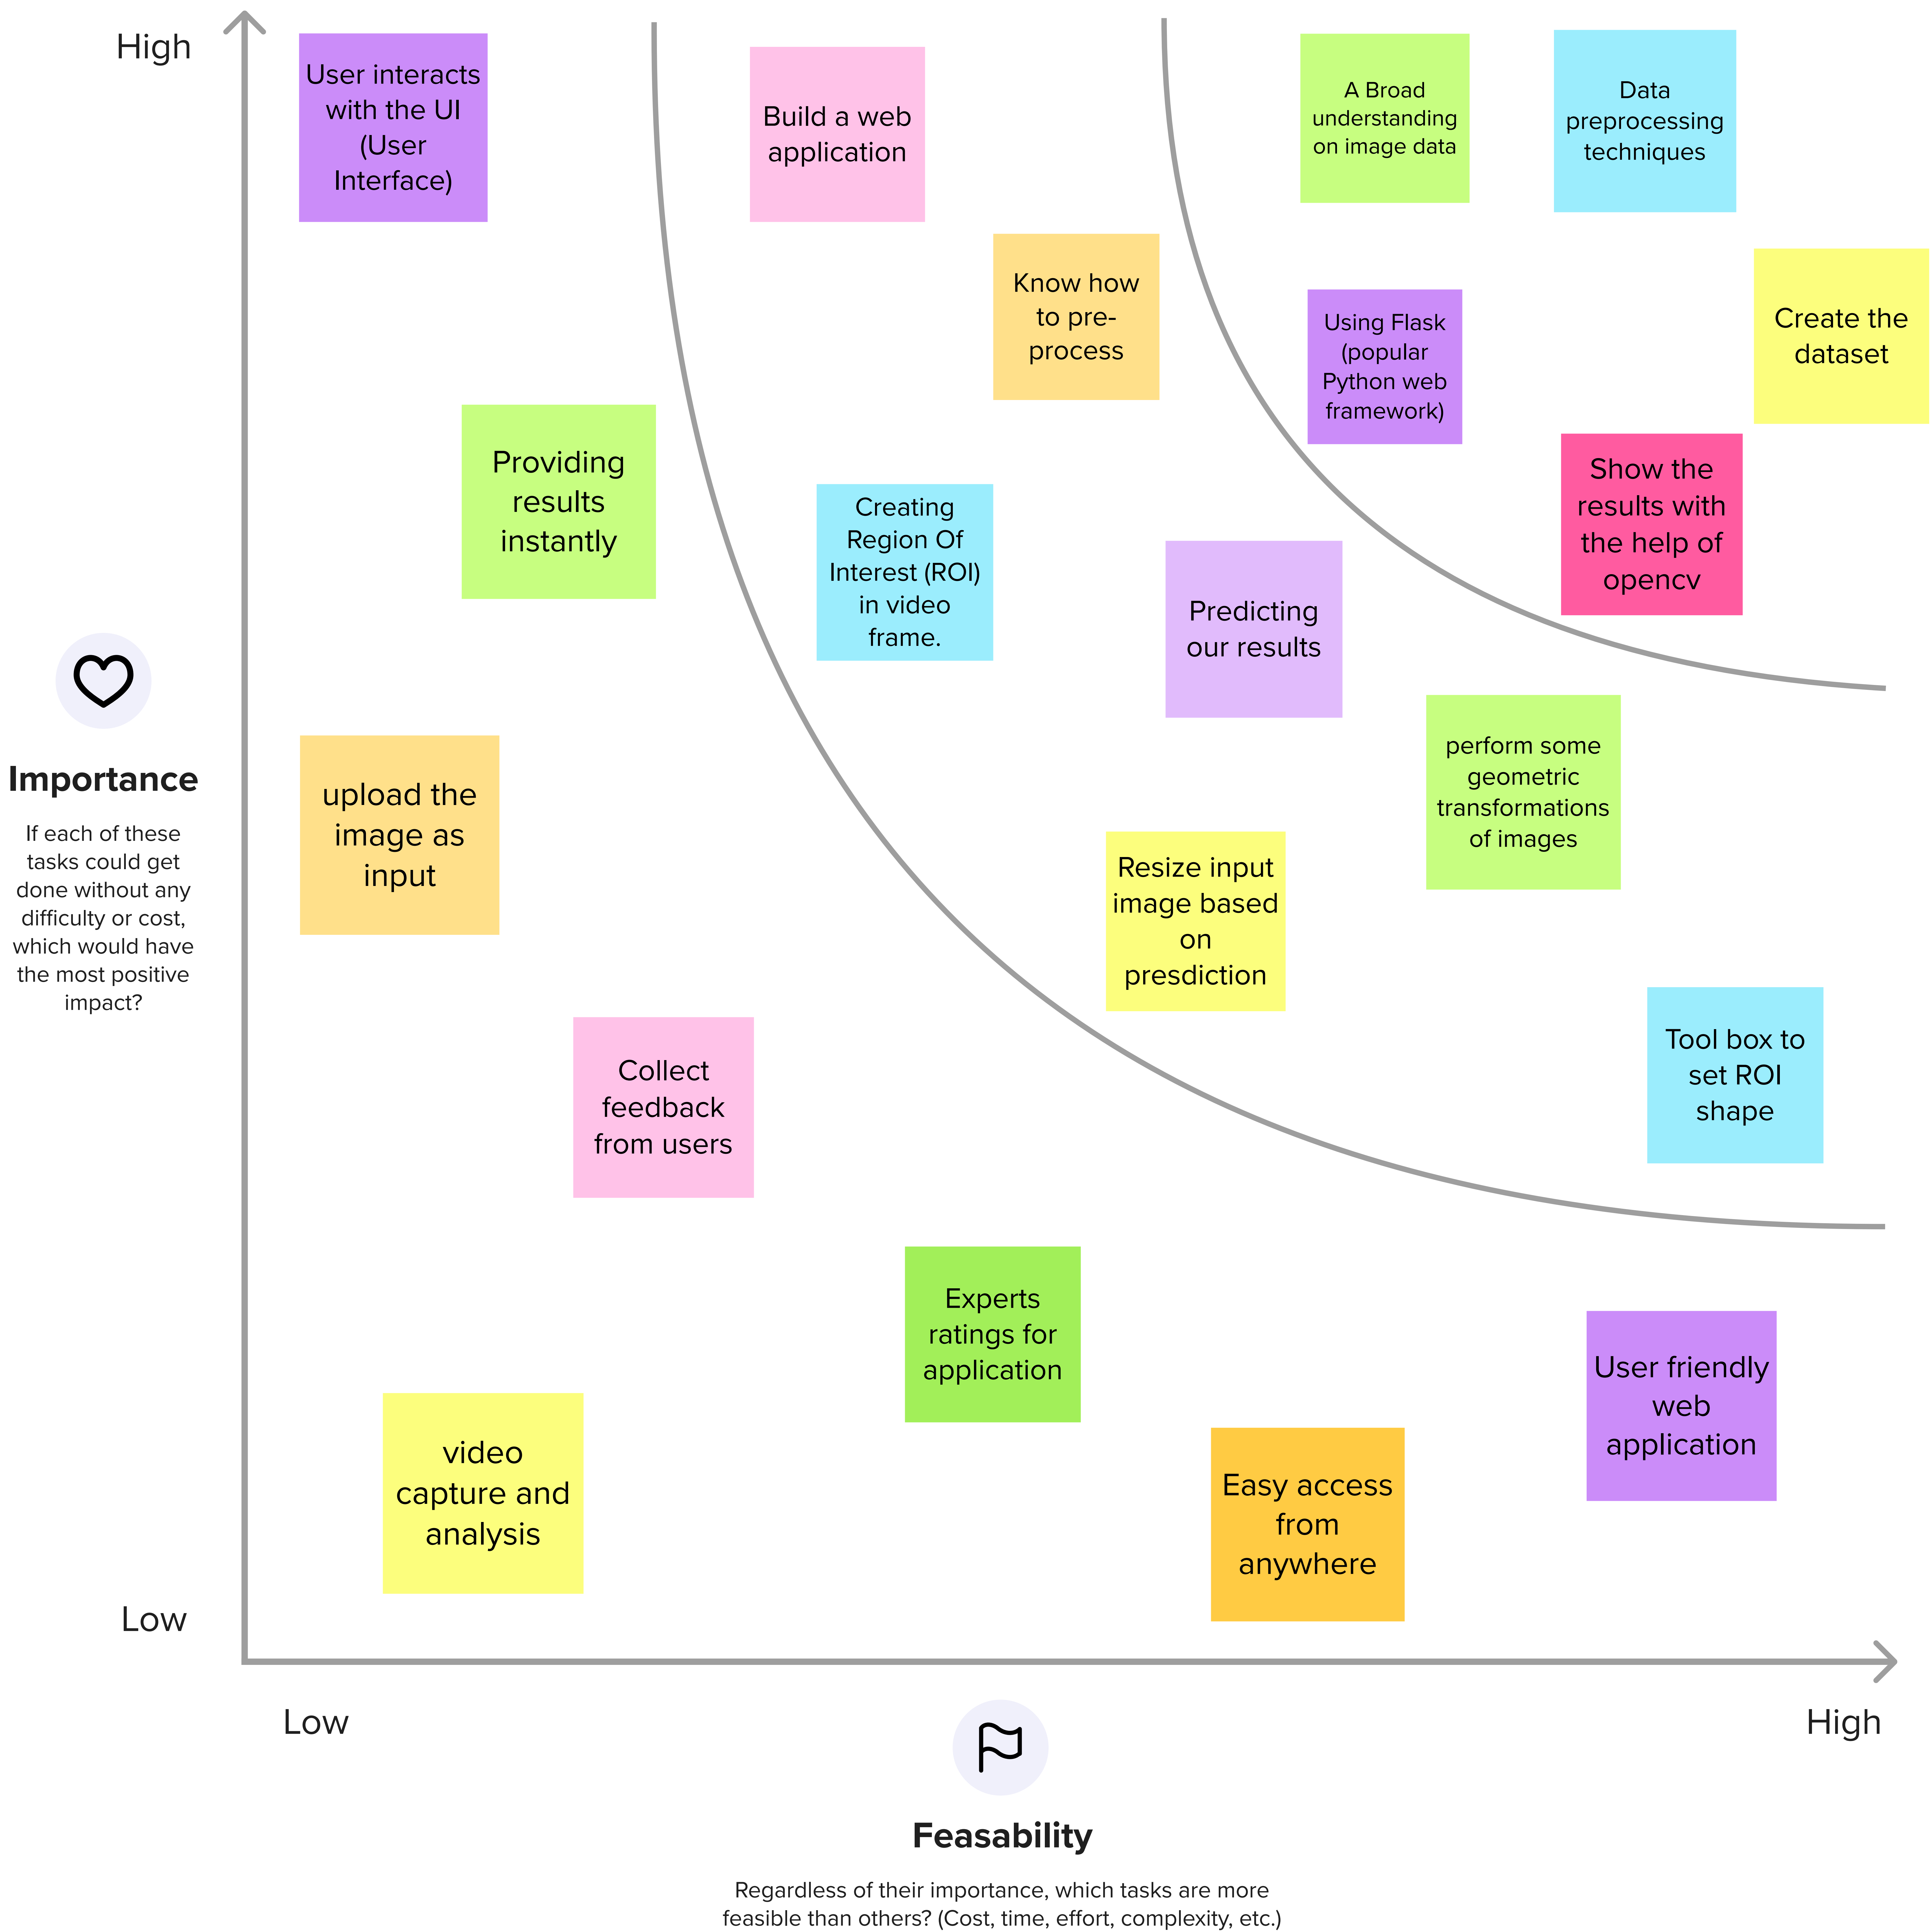 High
User interacts
with the UI
(User
Interface)
Build a web
application
A Broad
understanding
on image data
Data
preprocessing
techniques
Know how
to pre-
process
Using Flask
(popular
Python web
framework)
Create the
dataset
Providing
results
instantly
Show the
results with
the help of
opencv
Creating
Region Of
Interest (ROI)
in video
frame.
Predicting
our results
Importance
If each of these
tasks could get
done without any
difficulty or cost,
which would have
the most positive
impact?
upload the
image as
input
perform some
geometric
transformations
of images
Resize input
image based
on
presdiction
Tool box to
set ROI
shape
Collect
feedback
from users
Experts
ratings for
application
User friendly
web
application
video
capture and
analysis
Easy access
from
anywhere
Low
Low
High
Feasability
Regardless of their importance, which tasks are more
feasible than others? (Cost, time, effort, complexity, etc.)